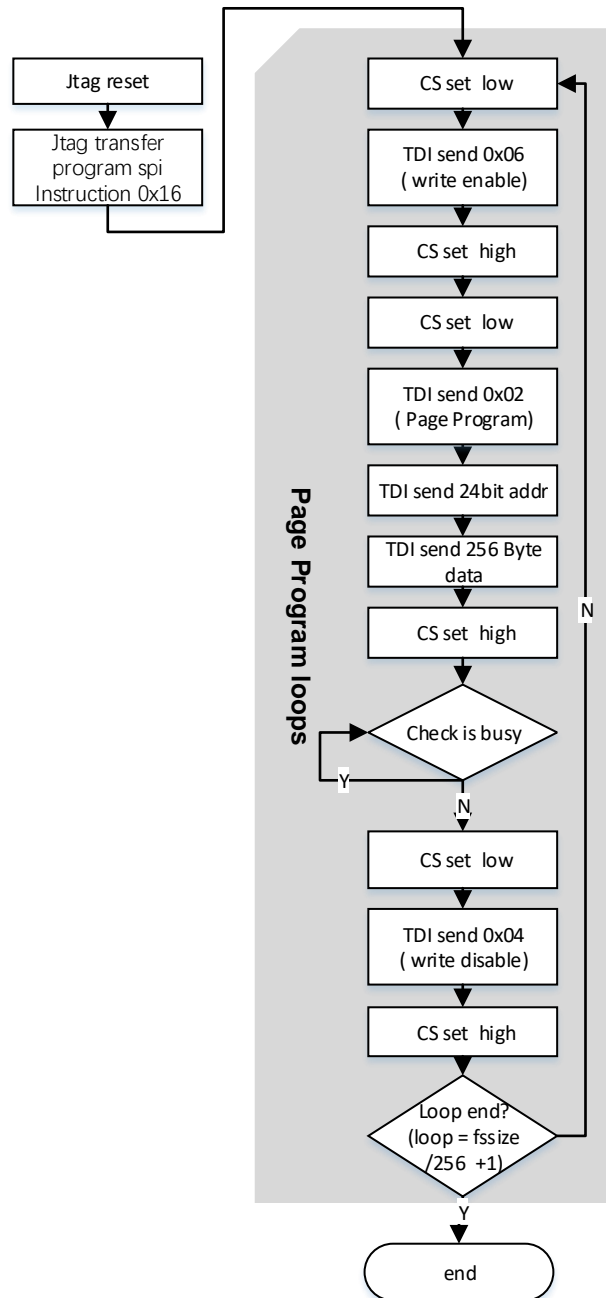 Jtag reset
Jtag transfer
program spi
Instruction 0x16
CS set low
TDI send 0x06
( write enable)
CS set high
CS set low
TDI send 0x02
( Page Program)
TDI send 24bit addr
TDI send 256 Byte
data
CS set high
Page Program loops
Check is busy
Y
N
CS set low
TDI send 0x04
( write disable)
CS set high
Loop end?
(loop = fssize
/256 +1)
N
Y
end